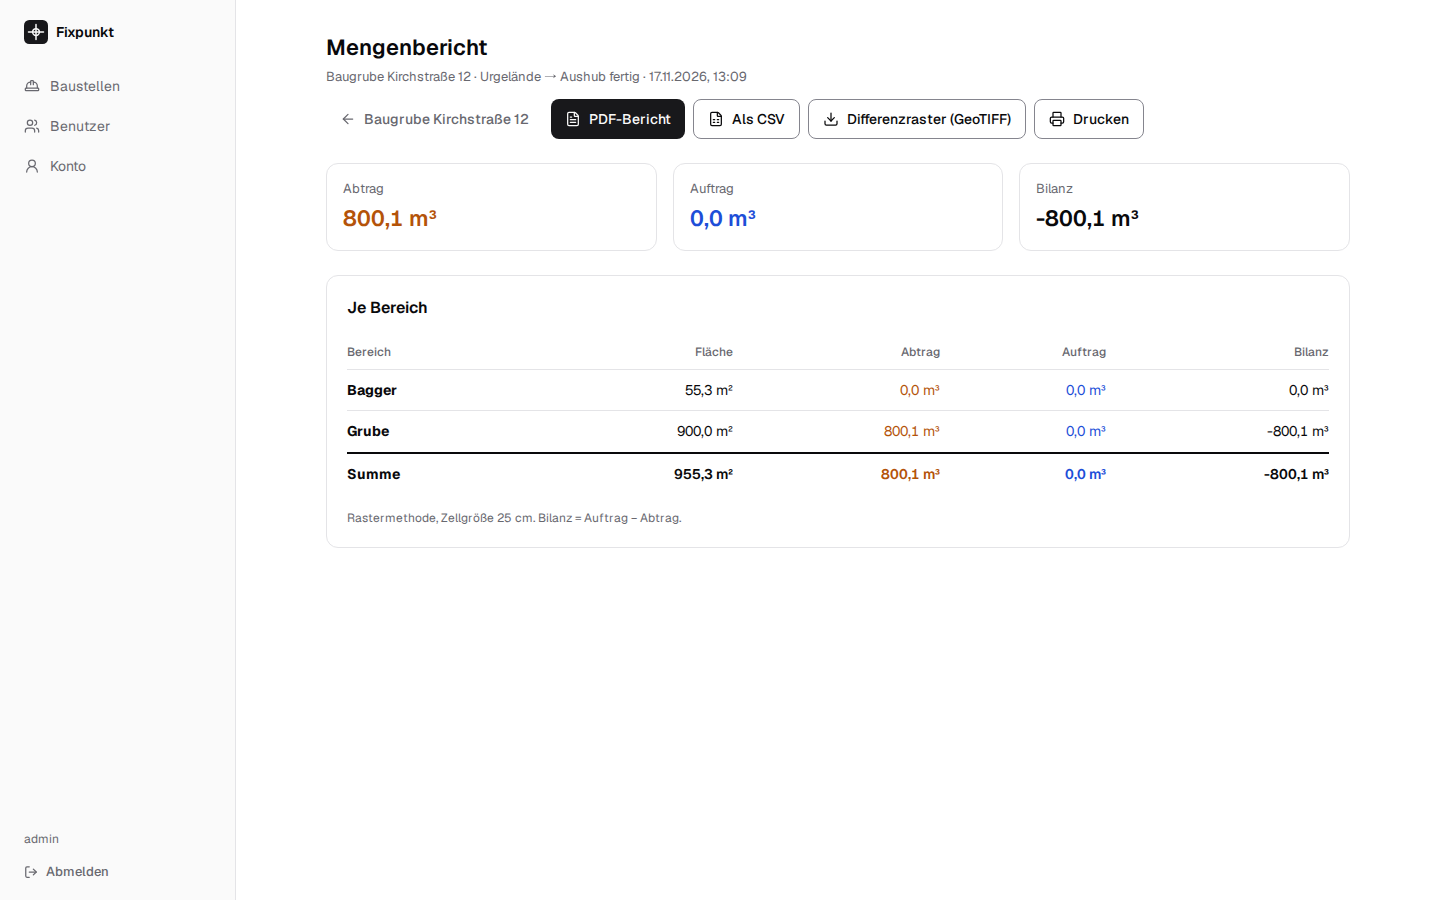 Fixpunkt
Baustellen
Benutzer
Konto
admin
Abmelden
Mengenbericht
Baugrube Kirchstraße 12 · Urgelände → Aushub fertig · 17.11.2026, 13:09
← Baugrube Kirchstraße 12 PDF-Bericht Als CSV Differenzraster (GeoTIFF) Drucken
Abtrag Auftrag Bilanz
800,1 m³ 0,0 m³ -800,1 m³
Je Bereich
Bereich Fläche Abtrag Auftrag Bilanz
Bagger 55,3 m² 0,0 m³ 0,0 m³ 0,0 m³
Grube 900,0 m² 800,1 m³ 0,0 m³ -800,1 m³
Summe 955,3 m² 800,1 m³ 0,0 m³ -800,1 m³
Rastermethode, Zellgröße 25 cm. Bilanz = Auftrag − Abtrag.